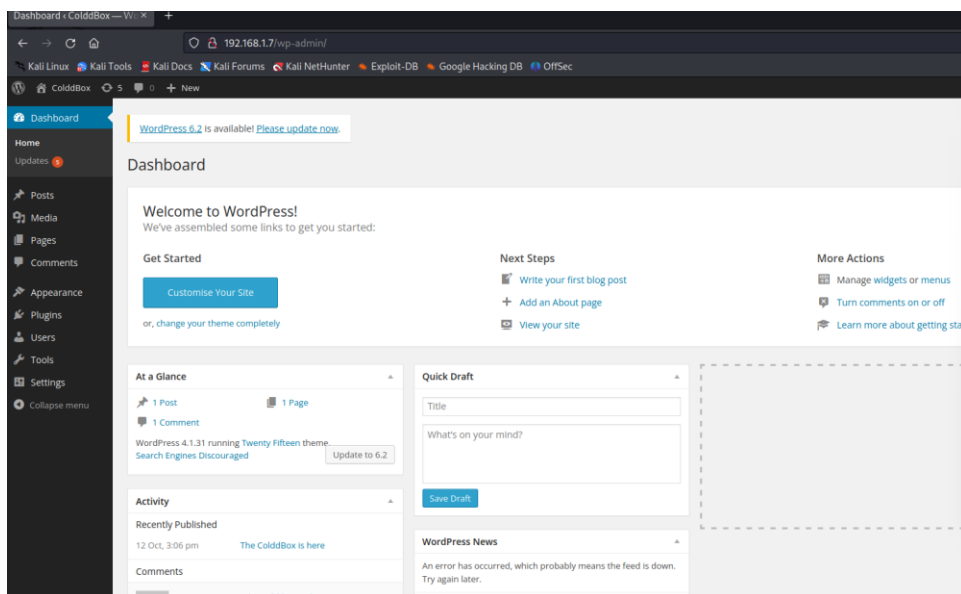 Dashboard ‹ ColddBox — Wo
192.168.1.7/wp-admin/
Kali Linux Kali Tools Kali Docs Kali Forums Kali NetHunter Exploit-DB Google Hacking DB OffSec
ColddBox 5 0 + New
Dashboard
Home
Updates 5
Posts
Media
Pages
Comments
Appearance
Plugins
Users
Tools
Settings
Collapse menu
WordPress 6.2 is available! Please update now.
Dashboard
Welcome to WordPress!
We've assembled some links to get you started:
Get Started
Customise Your Site
or, change your theme completely
Next Steps
Write your first blog post
Add an About page
View your site
More Actions
Manage widgets or menus
Turn comments on or off
Learn more about getting sta
At a Glance
1 Post
1 Page
1 Comment
WordPress 4.1.31 running Twenty Fifteen theme.
Search Engines Discouraged
Update to 6.2
Activity
Recently Published
12 Oct, 3:06 pm The ColddBox is here
Comments
Quick Draft
Title
What's on your mind?
Save Draft
WordPress News
An error has occurred, which probably means the feed is down.
Try again later.